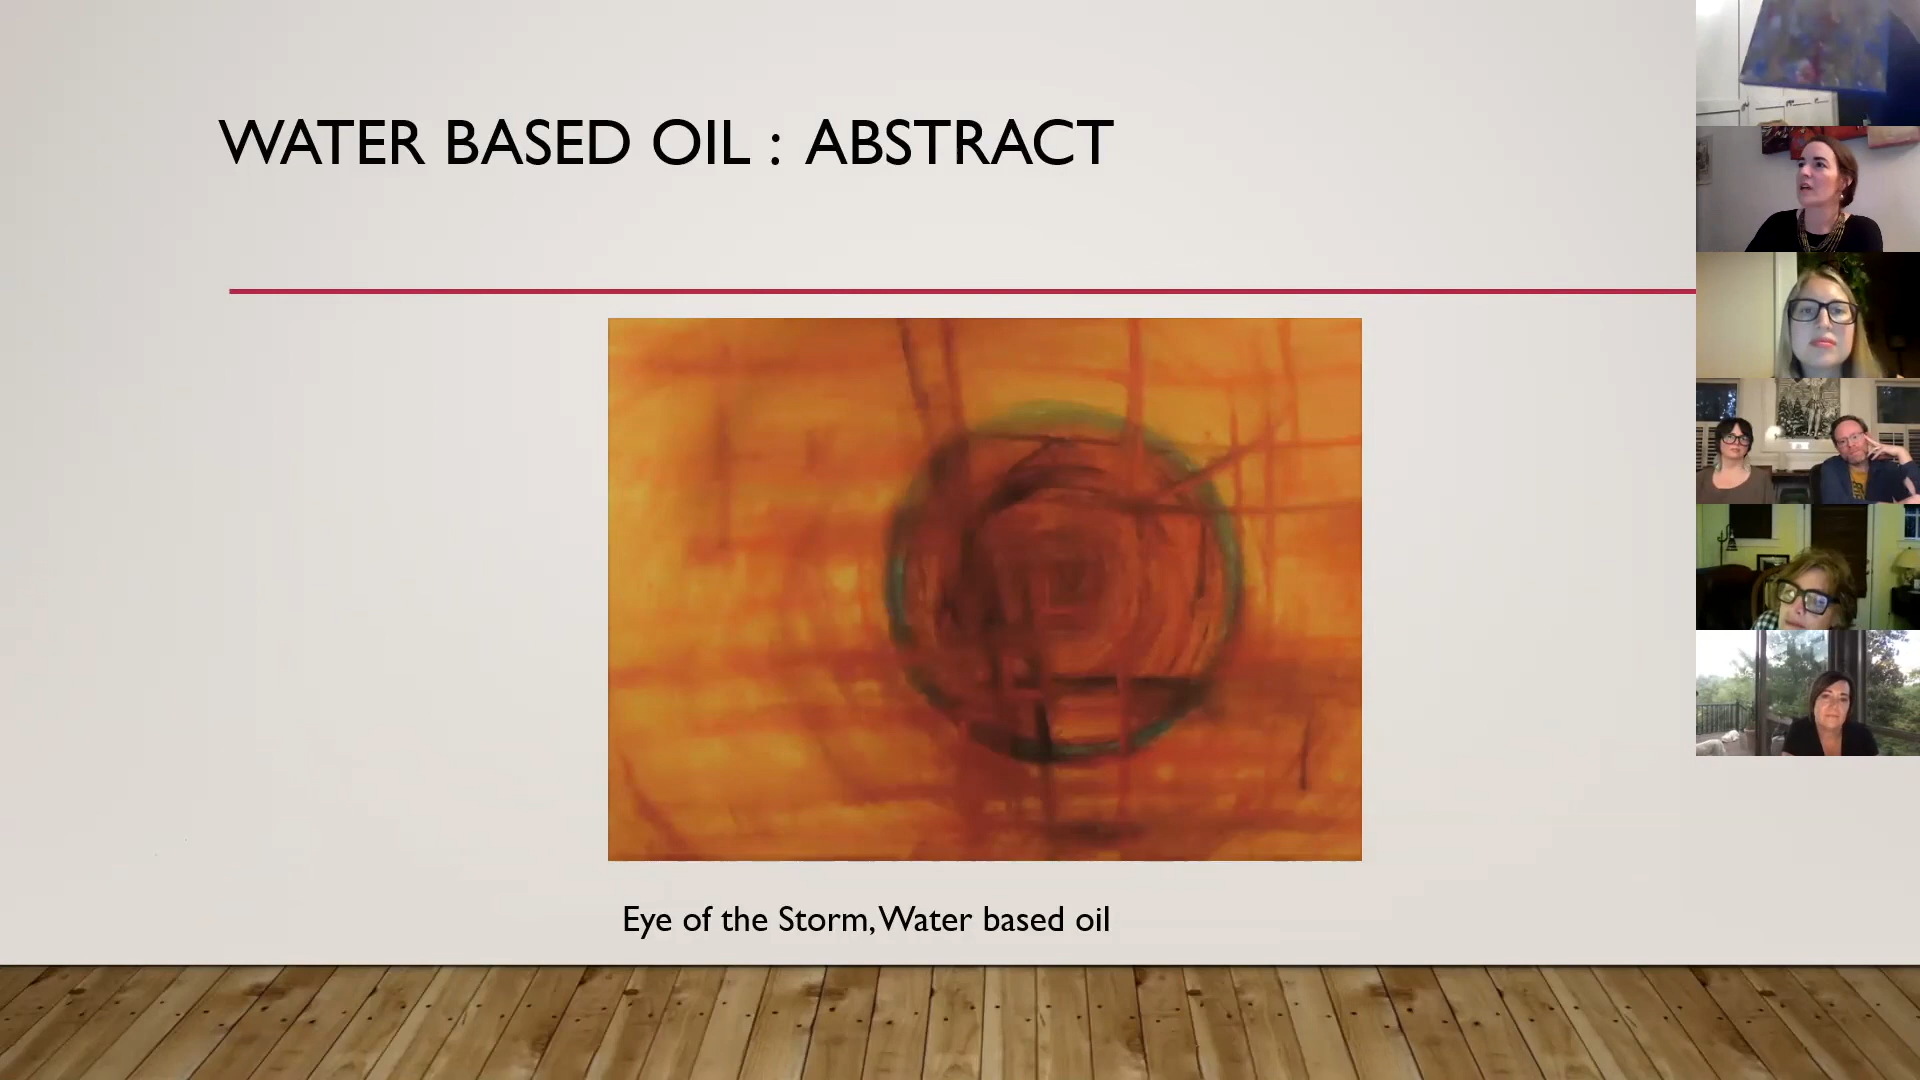 WATER BASED OIL : ABSTRACT
Eye of the Storm, Water based oil